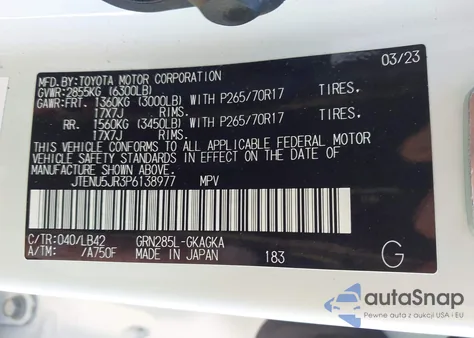 MFD. BY: TOYOTA MOTOR CORPORATION 03/23
GVWR: 2855KG (6300LB)
GAWR: FRT. 1360KG (3000LB) WITH P265/70R17 TIRES,
17X7J RIMS.
RR. 1560KG (3450LB) WITH P265/70R17 TIRES,
17X7J RIMS.
THIS VEHICLE CONFORMS TO ALL APPLICABLE FEDERAL MOTOR
VEHICLE SAFETY STANDARDS IN EFFECT ON THE DATE OF
MANUFACTURE SHOWN ABOVE.
JTENU5JR3P6138977 MPV
C/TR: 040/LB42 GRN285L-GKAGKA
A/TM: /A750F MADE IN JAPAN 183 G
autaSnap
Pewne auta z aukcji USA i EU